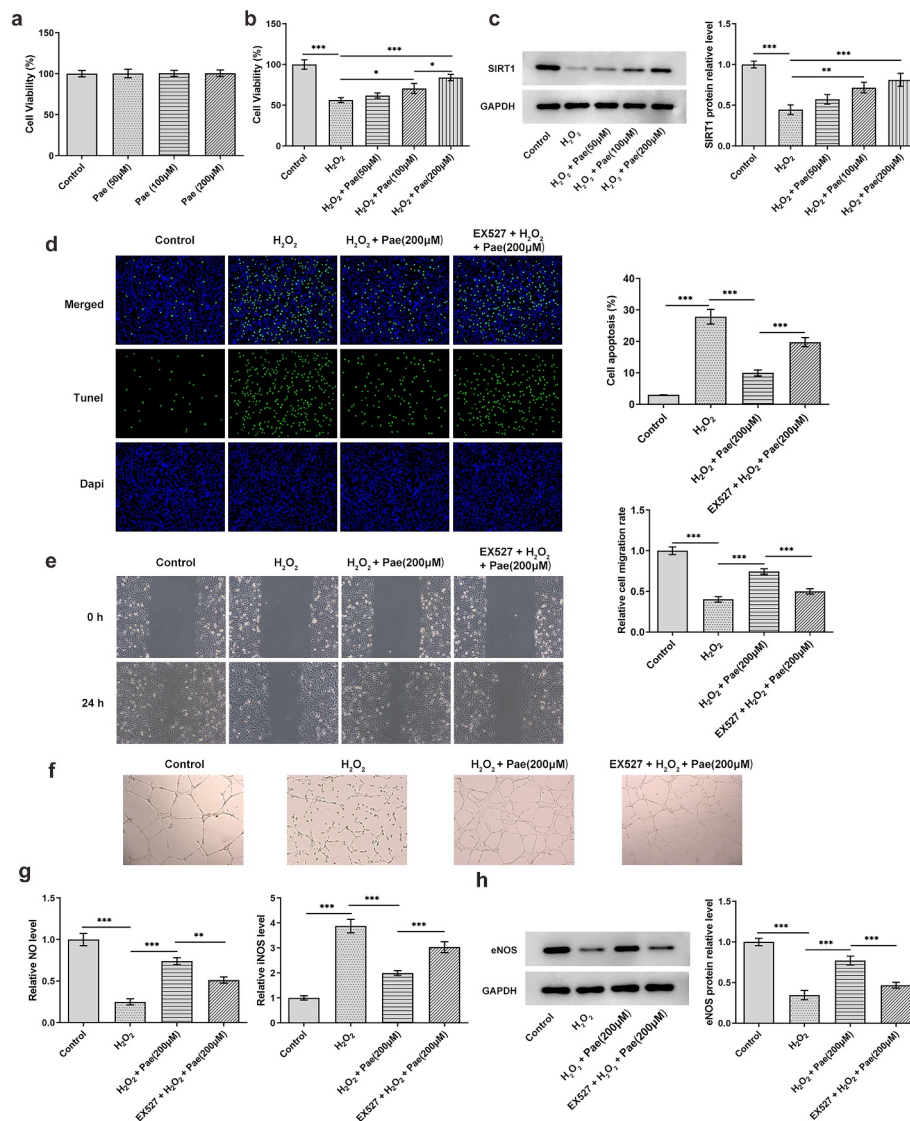 a
Cell Viability (%)
150
100
50
0
Control
Pae (50μM)
Pae (100μM)
Pae (200μM)
b
Cell Viability (%)
150
100
50
0
***
***
*
*
Control
H₂O₂
H₂O₂ + Pae(50μM)
H₂O₂ + Pae(100μM)
H₂O₂ + Pae(200μM)
c
SIRT1
GAPDH
Control
H₂O₂
H₂O₂ + Pae(50μM)
H₂O₂ + Pae(100μM)
H₂O₂ + Pae(200μM)
SIRT1 protein relative level
1.5
1.0
0.5
0.0
***
***
**
Control
H₂O₂
H₂O₂ + Pae(50μM)
H₂O₂ + Pae(100μM)
H₂O₂ + Pae(200μM)
d
Control
H₂O₂
H₂O₂ + Pae(200μM)
EX527 + H₂O₂
+ Pae(200μM)
Merged
Tunel
Dapi
Cell apoptosis (%)
40
30
20
10
0
***
***
***
Control
H₂O₂
H₂O₂ + Pae(200μM)
EX527 + H₂O₂ + Pae(200μM)
e
Control
H₂O₂
H₂O₂ + Pae(200μM)
EX527 + H₂O₂
+ Pae(200μM)
0 h
24 h
Relative cell migration rate
1.5
1.0
0.5
0.0
***
***
***
Control
H₂O₂
H₂O₂ + Pae(200μM)
EX527 + H₂O₂ + Pae(200μM)
f
Control
H₂O₂
H₂O₂ + Pae(200μM)
EX527 + H₂O₂ + Pae(200μM)
g
Relative NO level
1.5
1.0
0.5
0.0
***
***
**
Control
H₂O₂
H₂O₂ + Pae(200μM)
EX527 + H₂O₂ + Pae(200μM)
Relative iNOS level
5
4
3
2
1
0
***
***
***
Control
H₂O₂
H₂O₂ + Pae(200μM)
EX527 + H₂O₂ + Pae(200μM)
h
eNOS
GAPDH
Control
H₂O₂
H₂O₂ + Pae(200μM)
EX527 + H₂O₂ + Pae(200μM)
eNOS protein relative level
1.5
1.0
0.5
0.0
***
***
***
Control
H₂O₂
H₂O₂ + Pae(200μM)
EX527 + H₂O₂ + Pae(200μM)